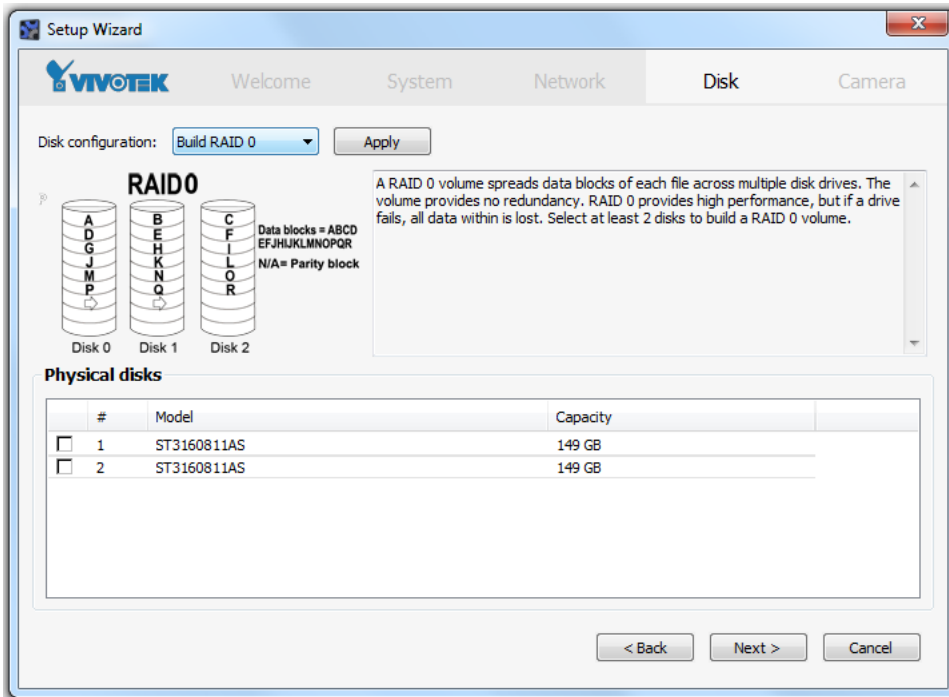 Setup Wizard
VIVOTEK Welcome System Network Disk Camera
Disk configuration: Build RAID 0 Apply
RAID 0
P
A B C
D E F
G H I
J K L
M N O
P Q R
Data blocks = ABCD
EFJHIJKLMNOPQR
N/A= Parity block
Disk 0 Disk 1 Disk 2
A RAID 0 volume spreads data blocks of each file across multiple disk drives. The
volume provides no redundancy. RAID 0 provides high performance, but if a drive
fails, all data within is lost. Select at least 2 disks to build a RAID 0 volume.
Physical disks
# Model Capacity
1 ST3160811AS 149 GB
2 ST3160811AS 149 GB
< Back Next > Cancel